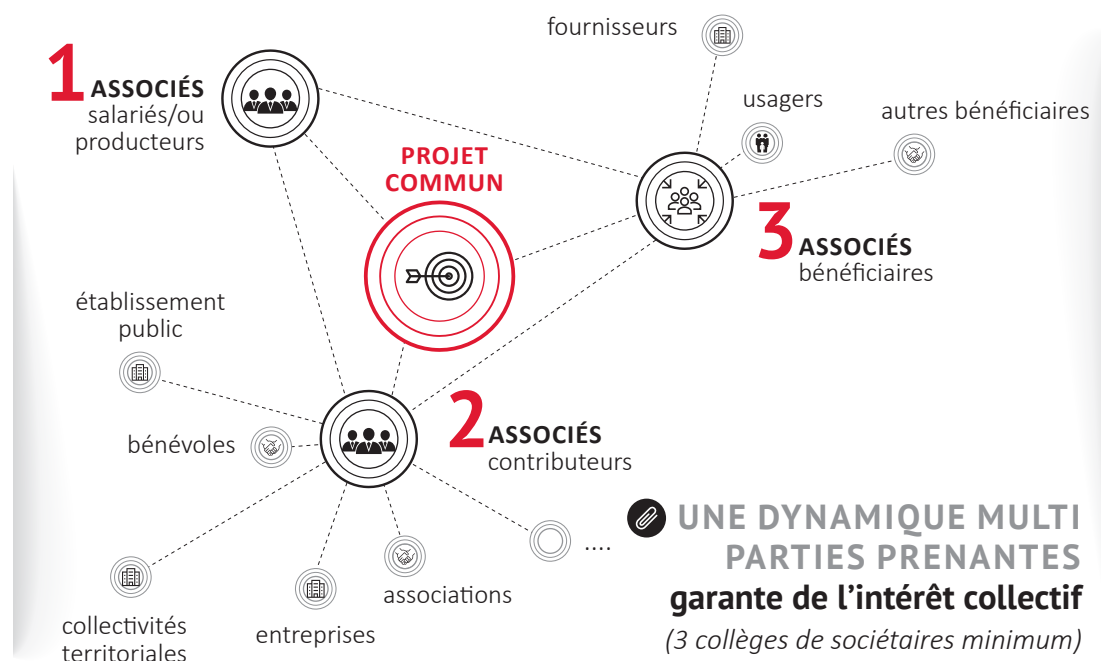 fournisseurs
1 ASSOCIÉS
salariés/ou
producteurs
usagers
autres bénéficiaires
PROJET
COMMUN
3 ASSOCIÉS
bénéficiaires
établissement
public
bénévoles
2 ASSOCIÉS
contributeurs
....
associations
entreprises
collectivités
territoriales
UNE DYNAMIQUE MULTI
PARTIES PRENANTES
garante de l’intérêt collectif
(3 collèges de sociétaires minimum)